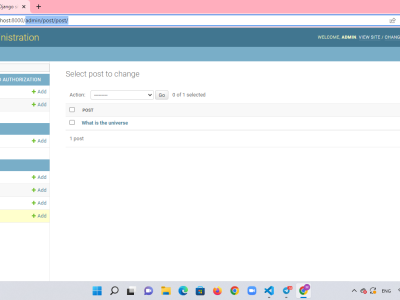 Django s
host:8000/admin/post/post/
nistration
WELCOME, ADMIN. VIEW SITE / CHANG
Select post to change
AUTHORIZATION
Action: --------- Go 0 of 1 selected
+ Add
+ Add
POST
What is the universe
1 post
+ Add
+ Add
+ Add
+ Add
+ Add
ENG